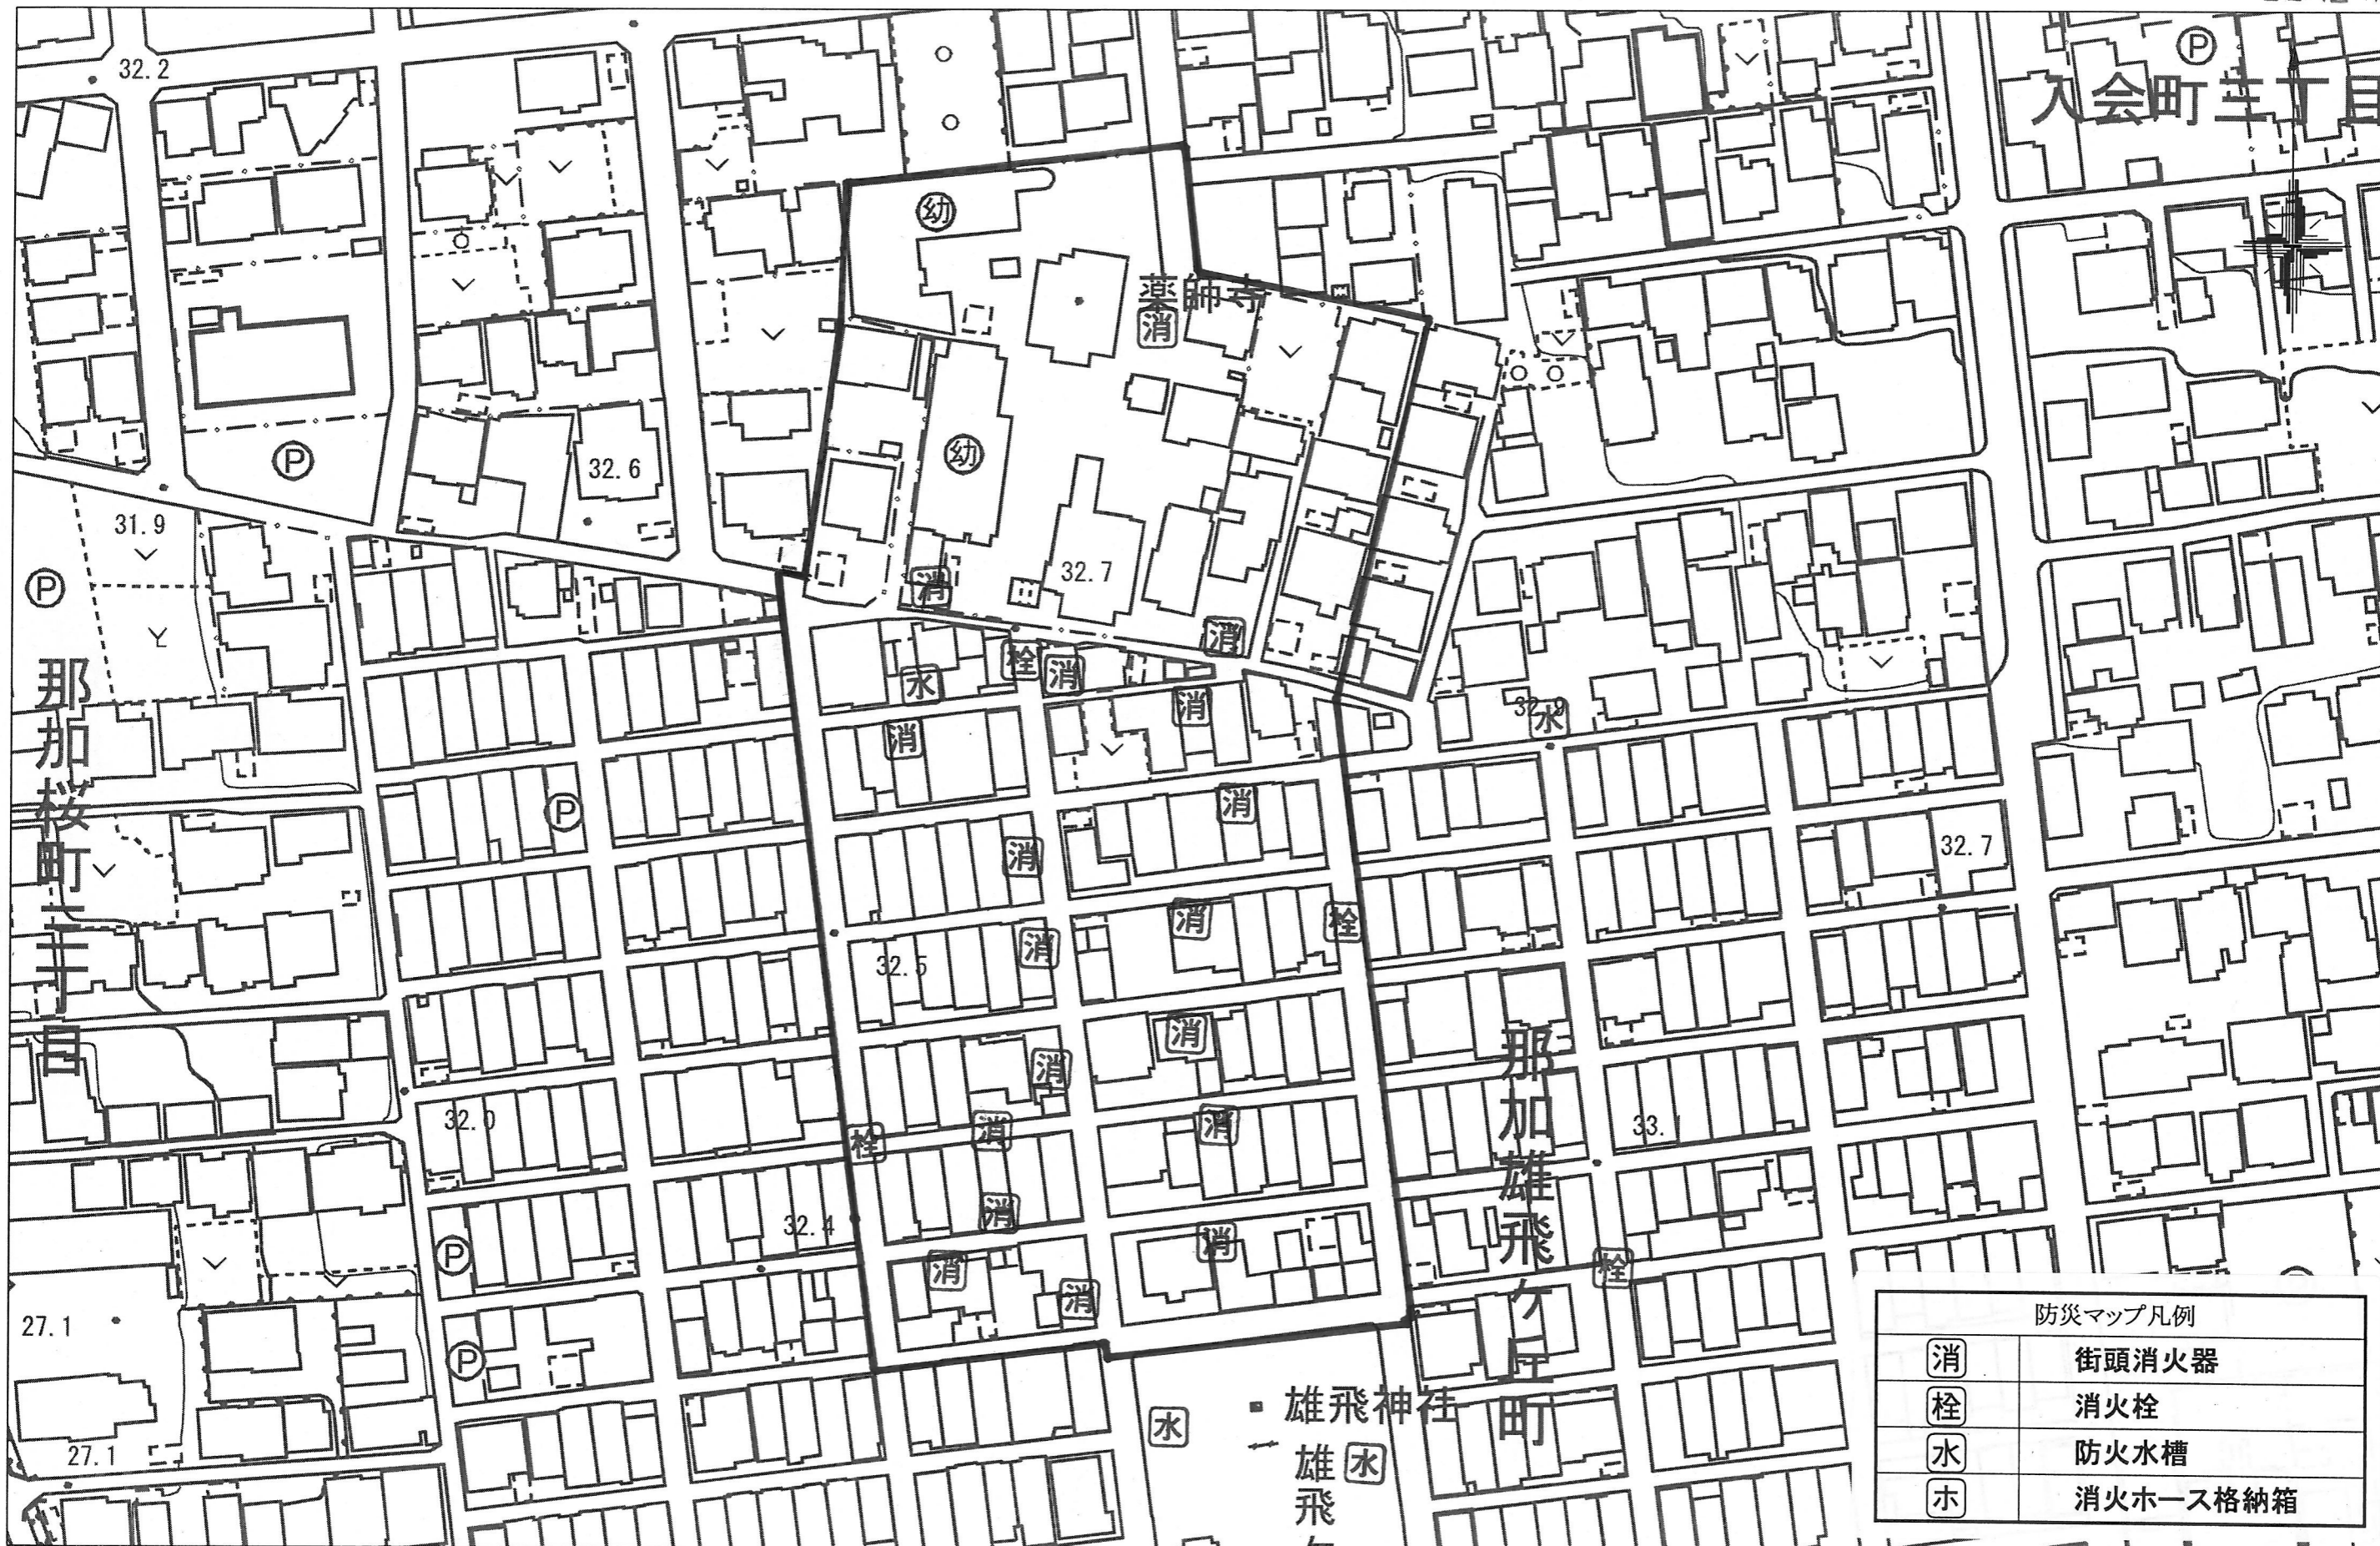 32.2
Ⓟ
入会町三丁目
幼
薬師寺
消
幼
Ⓟ
32.6
31.9
Ⓟ
32.7
消
消
栓
消
水
消
消
32.9
水
那加桜町三丁目
Ⓟ
消
32.7
消
消
栓
消
32.5
消
消
那加雄飛ケ丘町
32.0
栓
消
消
33.1
消
32.4
消
Ⓟ
消
栓
消
27.1
Ⓟ
27.1
水
雄飛神社
水
雄飛
防災マップ凡例
消 街頭消火器
栓 消火栓
水 防火水槽
ホ 消火ホース格納箱